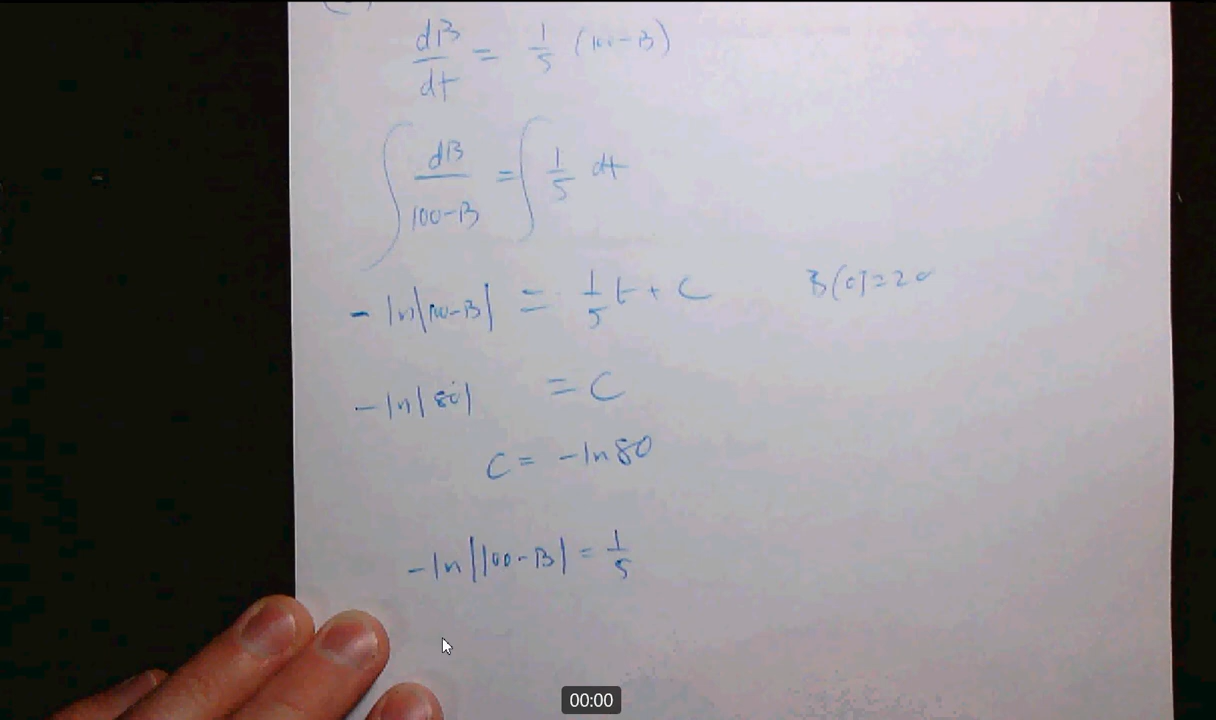 dB/dt = 1/5 (100-B)
∫ dB/(100-B) = ∫ 1/5 dt
- ln|100-B| = 1/5 t + C B(0)=20
-ln|80| = C
C = -ln 80
-ln|100-B| = 1/5
00:00